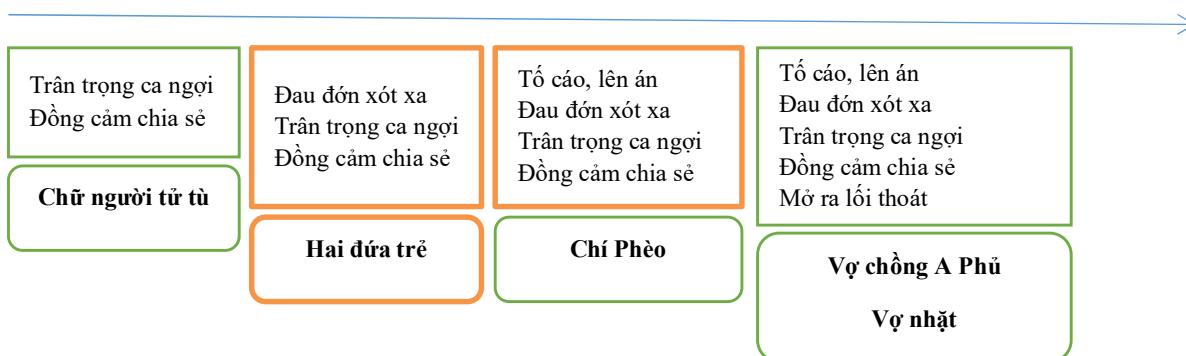 Trân trọng ca ngợi
Đồng cảm chia sẻ
Chữ người tử tù
Đau đớn xót xa
Trân trọng ca ngợi
Đồng cảm chia sẻ
Hai đứa trẻ
Tố cáo, lên án
Đau đớn xót xa
Trân trọng ca ngợi
Đồng cảm chia sẻ
Chí Phèo
Tố cáo, lên án
Đau đớn xót xa
Trân trọng ca ngợi
Đồng cảm chia sẻ
Mở ra lối thoát
Vợ chồng A Phủ
Vợ nhặt